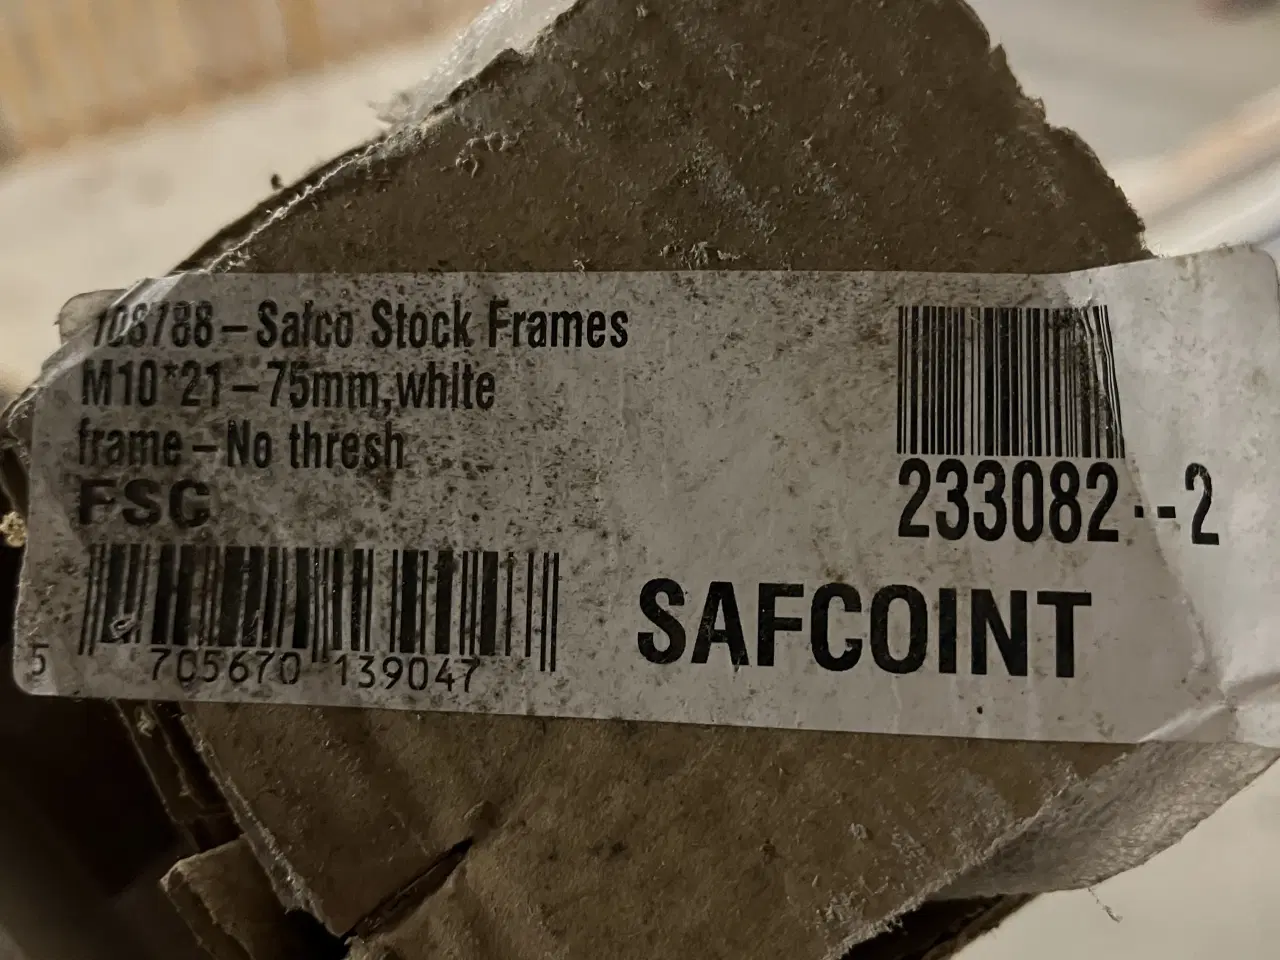 108788–Safco Stock Frames
M10*21–75mm,white
frame–No thresh
FSC
5 705670 139047
233082--2
SAFCOINT